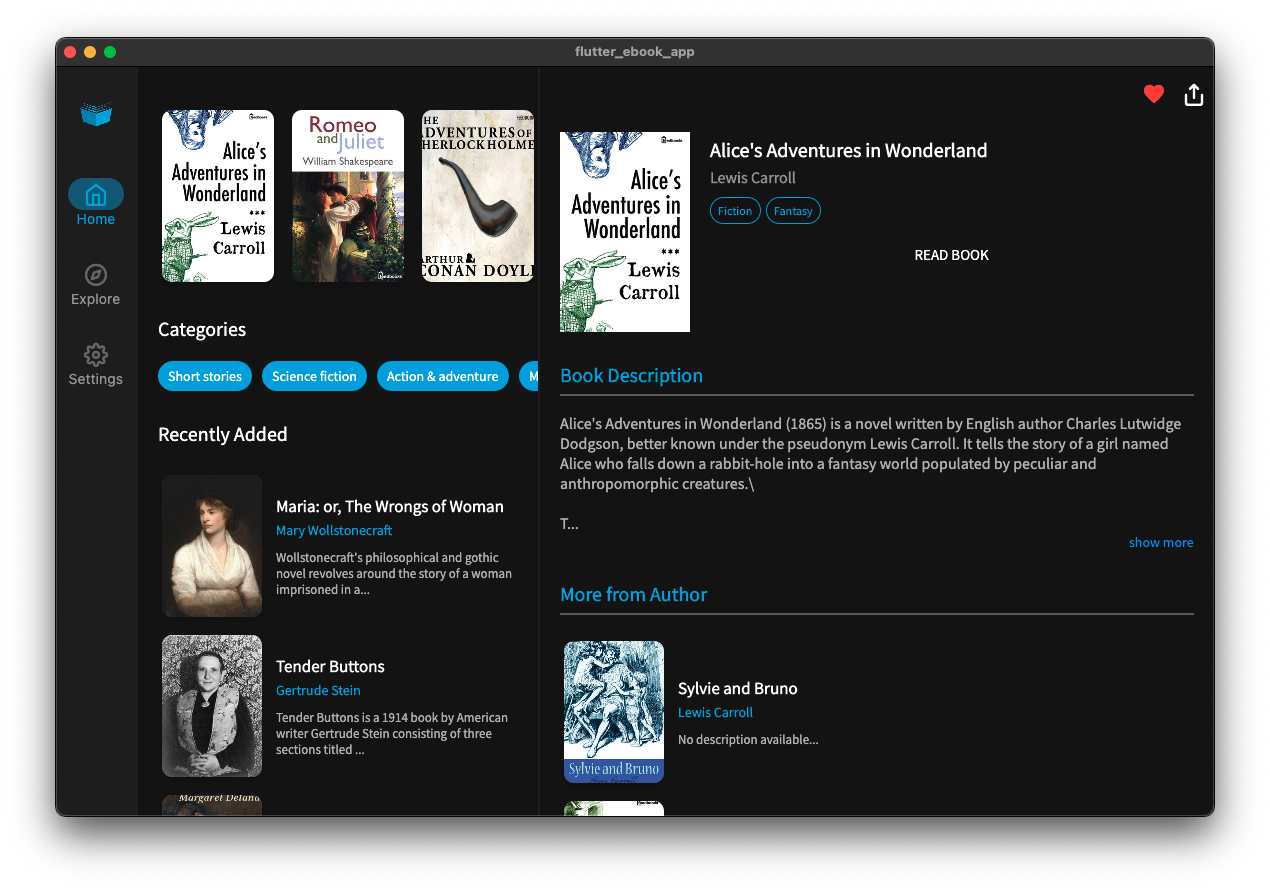 flutter_ebook_app
Home
Explore
Settings
Alice's
Adventures in
Wonderland
***
Lewis
Carroll
Romeo
and Juliet
William Shakespeare
feedbooks
THE
ADVENTURES OF
SHERLOCK HOLMES
ARTHUR &
CONAN DOYLE
Categories
Short stories
Science fiction
Action & adventure
M
Recently Added
Maria: or, The Wrongs of Woman
Mary Wollstonecraft
Wollstonecraft's philosophical and gothic
novel revolves around the story of a woman
imprisoned in a...
Tender Buttons
Gertrude Stein
Tender Buttons is a 1914 book by American
writer Gertrude Stein consisting of three
sections titled ...
Margaret Deland
feedbooks
Alice's
Adventures in
Wonderland
***
Lewis
Carroll
Alice's Adventures in Wonderland
Lewis Carroll
Fiction
Fantasy
READ BOOK
Book Description
Alice's Adventures in Wonderland (1865) is a novel written by English author Charles Lutwidge
Dodgson, better known under the pseudonym Lewis Carroll. It tells the story of a girl named
Alice who falls down a rabbit-hole into a fantasy world populated by peculiar and
anthropomorphic creatures.\
T...
show more
More from Author
Sylvie and Bruno
Sylvie and Bruno
Lewis Carroll
No description available...